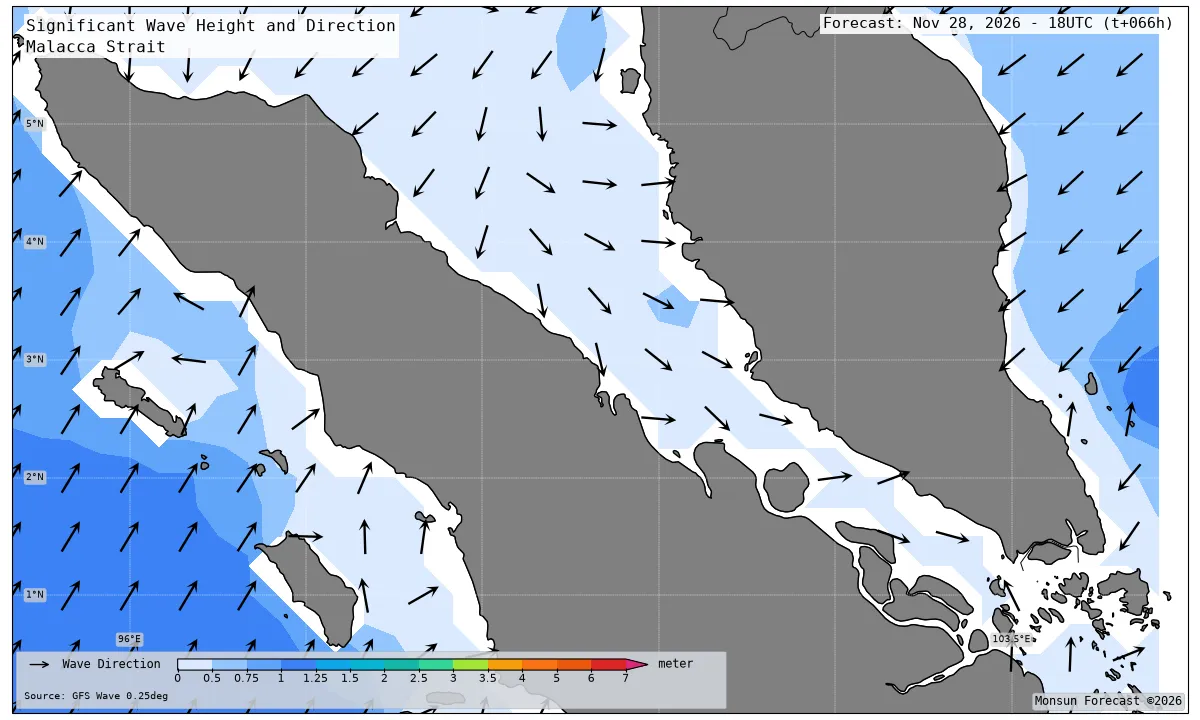 Significant Wave Height and Direction
Malacca Strait
Forecast: Nov 28, 2026 - 18UTC (t+066h)
5°N
4°N
3°N
2°N
1°N
96°E
103.5°E
Wave Direction
0 0.5 0.75 1 1.25 1.5 2 2.5 3 3.5 4 5 6 7
meter
Source: GFS Wave 0.25deg
Monsun Forecast ©2026